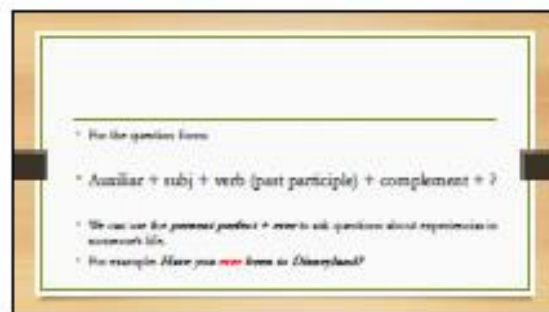 • For the question form:
• Auxiliar + subj + verb (past participle) + complement + ?
• We can use the present perfect + ever to ask questions about experiences in
someone's life.
• For example: Have you ever been to Disneyland?